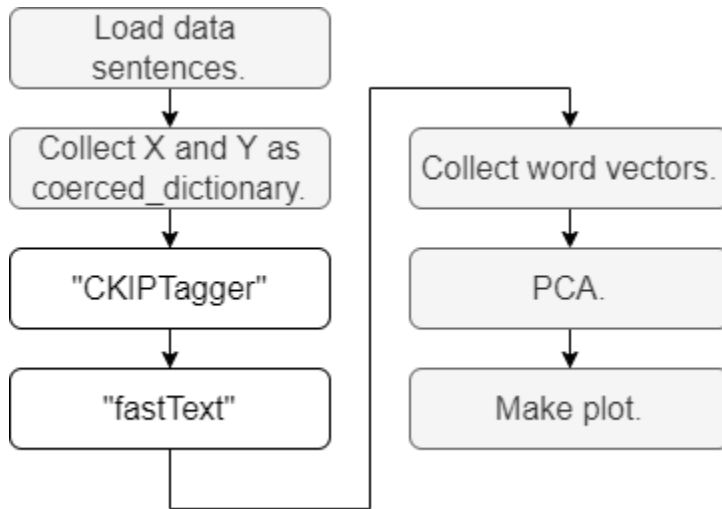 Load data
sentences.
Collect X and Y as
coerced_dictionary.
"CKIPTagger"
"fastText"
Collect word vectors.
PCA.
Make plot.